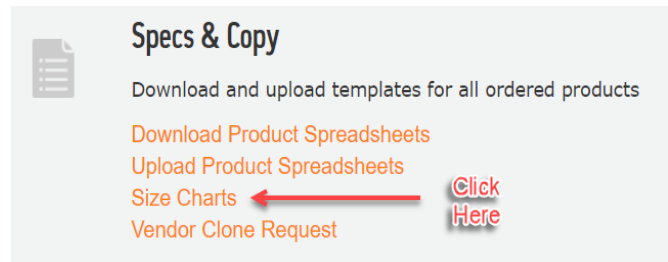 Specs & Copy
Download and upload templates for all ordered products
Download Product Spreadsheets
Upload Product Spreadsheets
Size Charts
Click
Here
Vendor Clone Request